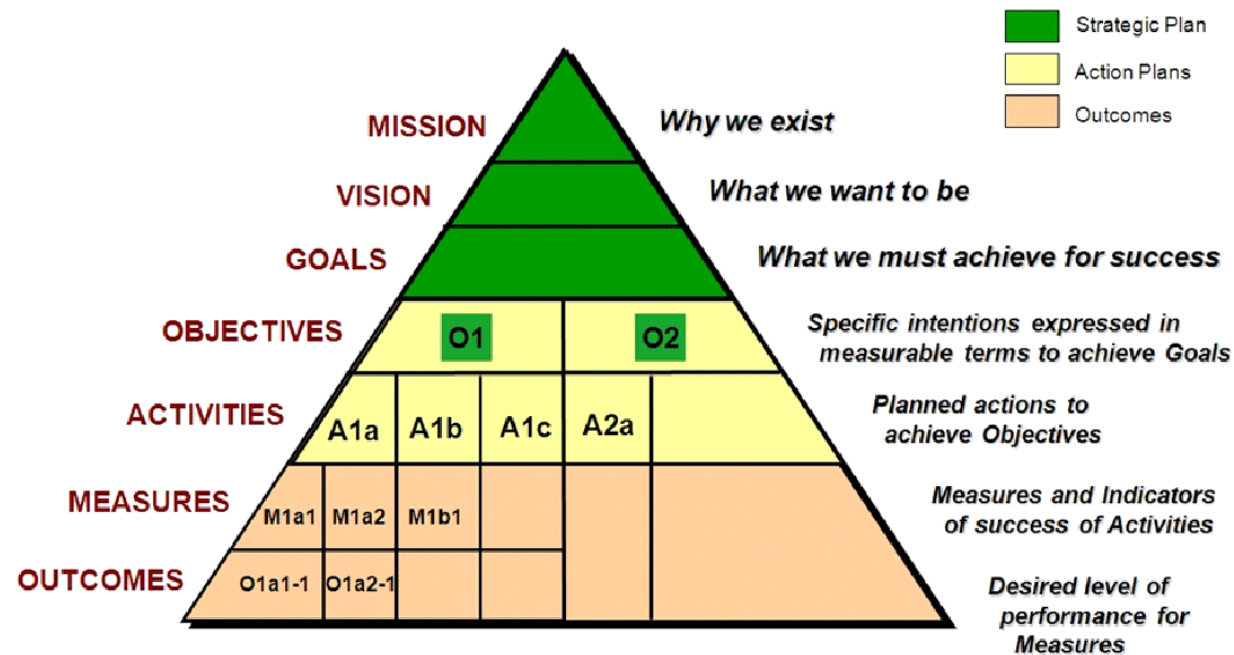 Strategic Plan
Action Plans
Outcomes
MISSION
Why we exist
VISION
What we want to be
GOALS
What we must achieve for success
OBJECTIVES
O1
O2
Specific intentions expressed in
measurable terms to achieve Goals
ACTIVITIES
A1a
A1b
A1c
A2a
Planned actions to
achieve Objectives
MEASURES
M1a1
M1a2
M1b1
Measures and Indicators
of success of Activities
OUTCOMES
O1a1-1
O1a2-1
Desired level of
performance for
Measures